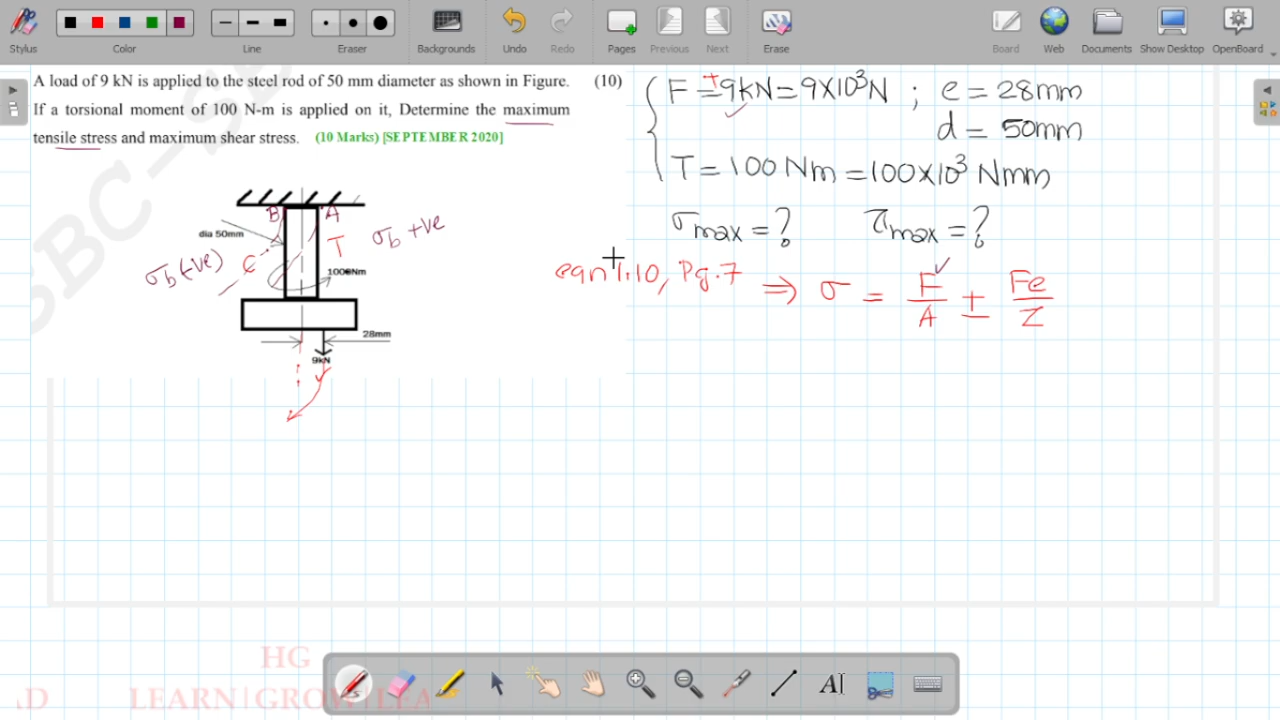 Stylus
Color
Line
Eraser
Backgrounds
Undo
Redo
Pages
Previous
Next
Erase
Board
Web
Documents
Show Desktop
OpenBoard
A load of 9 kN is applied to the steel rod of 50 mm diameter as shown in Figure. (10)
If a torsional moment of 100 N-m is applied on it, Determine the maximum
tensile stress and maximum shear stress. (10 Marks) [SEPTEMBER 2020]
F = + 9kN = 9X10³N ; e = 28mm
d = 50mm
T = 100 Nm = 100×10³ Nmm
σmax = ? τmax = ?
eqn 1.10, Pg.7 ⇒ σ = F/A ± Fe/Z
B A
dia 50mm
σb (-ve) C T σb +ve
28mm
9kN
HG
LEARN|GROW|LEA